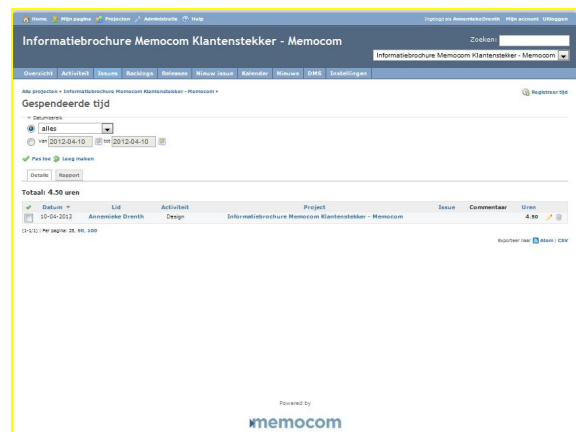 Home Mijn pagina Projecten Administratie Help Ingelogd als AnnemiekeDrenth Mijn account Uitloggen
Informatiebrochure Memocom Klantenstekker - Memocom Zoeken:
Informatiebrochure Memocom Klantenstekker - Memocom
Overzicht Activiteit Issues Backlogs Releases Nieuw issue Kalender Nieuws DMS Instellingen
Alle projecten » Informatiebrochure Memocom Klantenstekker - Memocom » Registreer tijd
Gespendeerde tijd
Datumbereik
alles
van 2012-04-10 tot 2012-04-10
Pas toe Leeg maken
Details Rapport
Totaal: 4.50 uren
Datum Lid Activiteit Project Issue Commentaar Uren
10-04-2012 Annemieke Drenth Design Informatiebrochure Memocom Klantenstekker - Memocom 4.50
(1-1/1) | Per pagina: 25, 50, 100
Exporteer naar Atom | CSV
Powered by
memocom